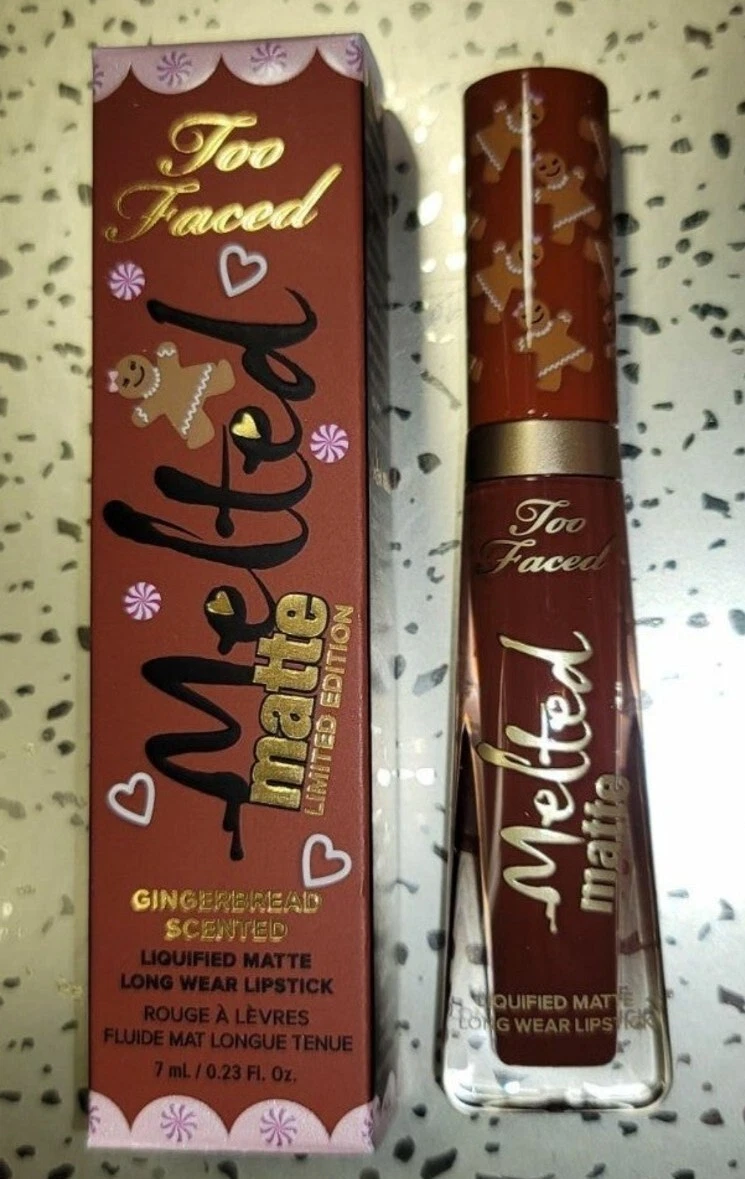 Too
Faced
Melted
matte
LIMITED EDITION
GINGERBREAD
SCENTED
LIQUIFIED MATTE
LONG WEAR LIPSTICK
ROUGE À LÈVRES
FLUIDE MAT LONGUE TENUE
7 mL / 0.23 Fl. Oz.
Too
Faced
Melted
matte
LIQUIFIED MATTE
LONG WEAR LIPSTICK